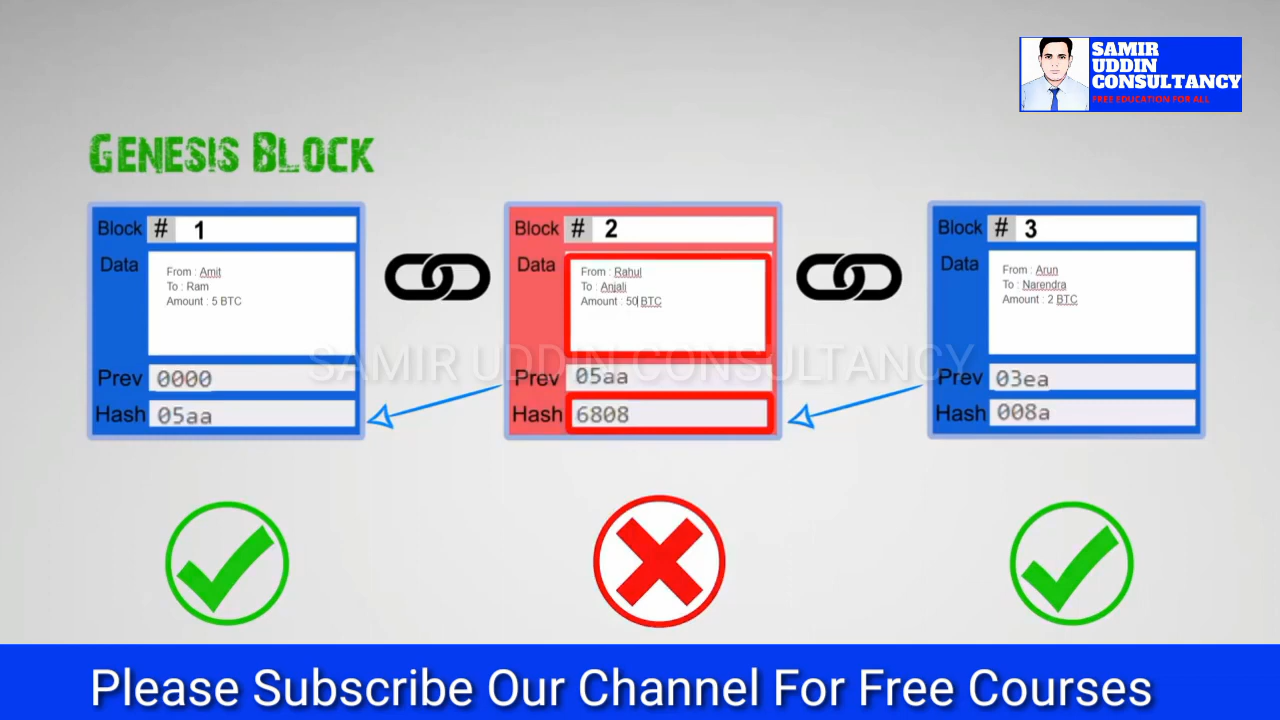 SAMIR
UDDIN
CONSULTANCY
FREE EDUCATION FOR ALL
GENESIS BLOCK
Block # 1
Data
From : Amit
To : Ram
Amount : 5 BTC
Prev 0000
Hash 05aa
Block # 2
Data
From : Rahul
To : Anjali
Amount : 50 BTC
Prev 05aa
Hash 6808
Block # 3
Data
From : Arun
To : Narendra
Amount : 2 BTC
Prev 03ea
Hash 008a
SAMIR UDDIN CONSULTANCY
Please Subscribe Our Channel For Free Courses